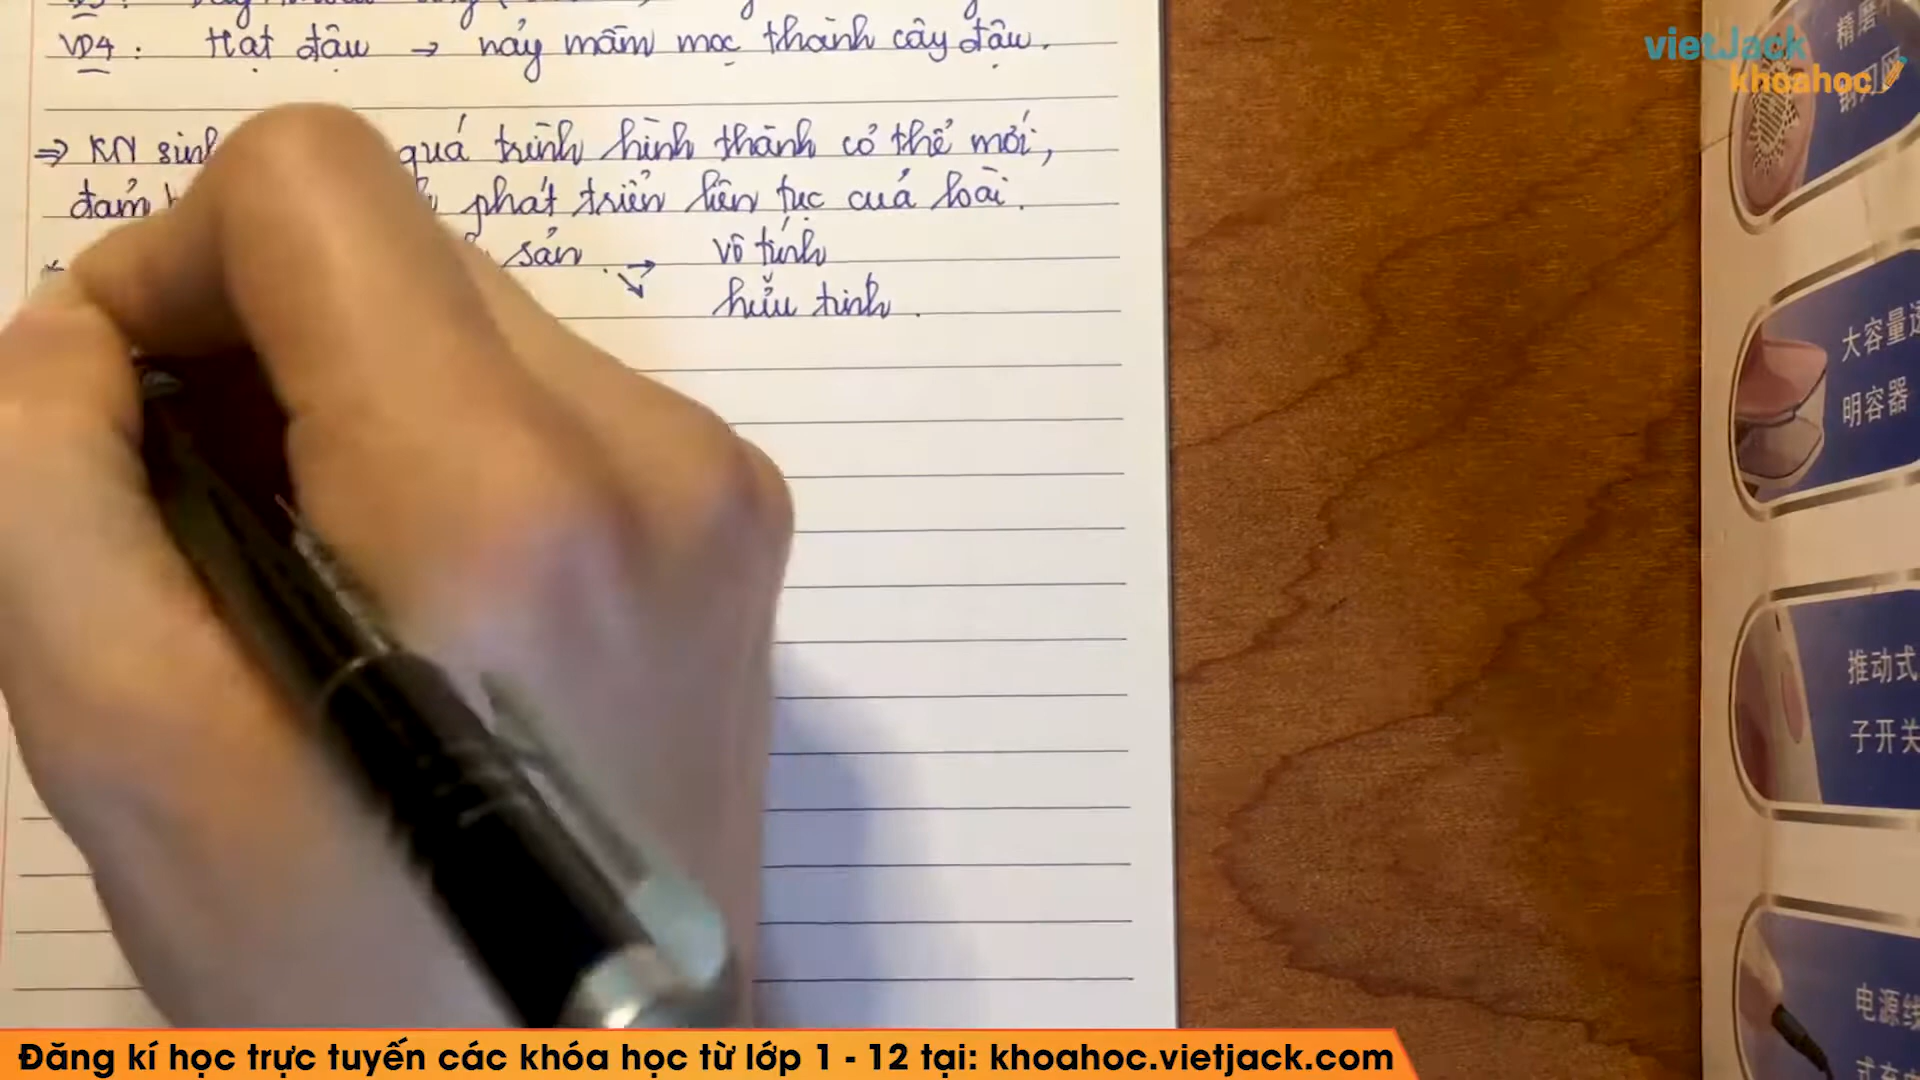 VD4 : Hạt đậu → nảy mầm mọc thành cây đậu.
⇒ KN sinh quá trình hình thành cơ thể mới,
đảm phát triển liên tục của loài.
sản → vô tính
↘ hữu tính.
vietJack
khoahoc
大容量透
明容器
推动式
子开关
电源线
Đăng kí học trực tuyến các khóa học từ lớp 1 - 12 tại: khoahoc.vietjack.com